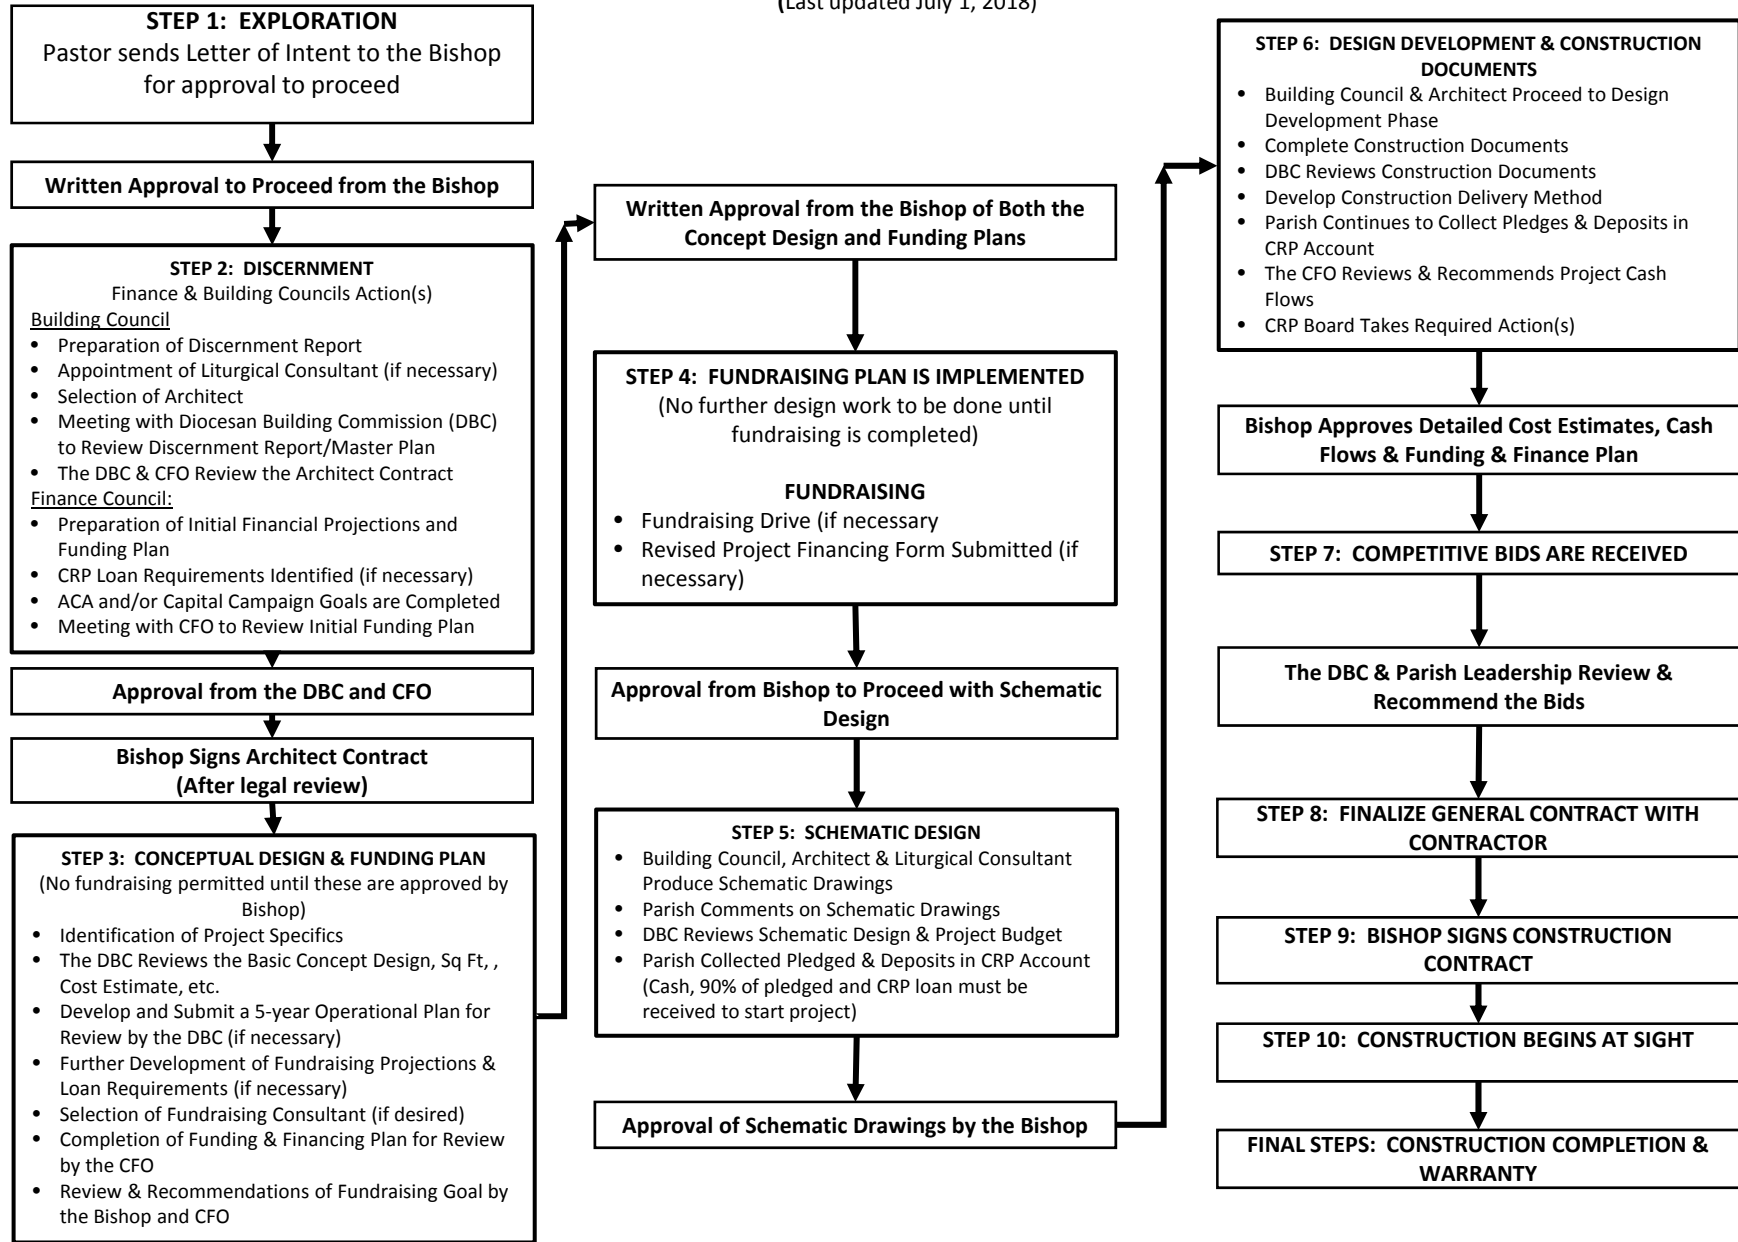 (Last updated July 1, 2018)
STEP 1:  EXPLORATION
Pastor sends Letter of Intent to the Bishop
for approval to proceed
Written Approval to Proceed from the Bishop
STEP 2:  DISCERNMENT
Finance & Building Councils Action(s)
Building Council
• Preparation of Discernment Report
• Appointment of Liturgical Consultant (if necessary)
• Selection of Architect
• Meeting with Diocesan Building Commission (DBC)
to Review Discernment Report/Master Plan
• The DBC & CFO Review the Architect Contract
Finance Council:
• Preparation of Initial Financial Projections and
Funding Plan
• CRP Loan Requirements Identified (if necessary)
• ACA and/or Capital Campaign Goals are Completed
• Meeting with CFO to Review Initial Funding Plan
Approval from the DBC and CFO
Bishop Signs Architect Contract
(After legal review)
STEP 3:  CONCEPTUAL DESIGN & FUNDING PLAN
(No fundraising permitted until these are approved by
Bishop)
• Identification of Project Specifics
• The DBC Reviews the Basic Concept Design, Sq Ft, ,
Cost Estimate, etc.
• Develop and Submit a 5-year Operational Plan for
Review by the DBC (if necessary)
• Further Development of Fundraising Projections &
Loan Requirements (if necessary)
• Selection of Fundraising Consultant (if desired)
• Completion of Funding & Financing Plan for Review
by the CFO
• Review & Recommendations of Fundraising Goal by
the Bishop and CFO
Written Approval from the Bishop of Both the
Concept Design and Funding Plans
STEP 4:  FUNDRAISING PLAN IS IMPLEMENTED
(No further design work to be done until
fundraising is completed)
FUNDRAISING
• Fundraising Drive (if necessary
• Revised Project Financing Form Submitted (if
necessary)
Approval from Bishop to Proceed with Schematic
Design
STEP 5:  SCHEMATIC DESIGN
• Building Council, Architect & Liturgical Consultant
Produce Schematic Drawings
• Parish Comments on Schematic Drawings
• DBC Reviews Schematic Design & Project Budget
• Parish Collected Pledged & Deposits in CRP Account
(Cash, 90% of pledged and CRP loan must be
received to start project)
Approval of Schematic Drawings by the Bishop
STEP 6:  DESIGN DEVELOPMENT & CONSTRUCTION
DOCUMENTS
• Building Council & Architect Proceed to Design
Development Phase
• Complete Construction Documents
• DBC Reviews Construction Documents
• Develop Construction Delivery Method
• Parish Continues to Collect Pledges & Deposits in
CRP Account
• The CFO Reviews & Recommends Project Cash
Flows
• CRP Board Takes Required Action(s)
Bishop Approves Detailed Cost Estimates, Cash
Flows & Funding & Finance Plan
STEP 7:  COMPETITIVE BIDS ARE RECEIVED
The DBC & Parish Leadership Review &
Recommend the Bids
STEP 8:  FINALIZE GENERAL CONTRACT WITH
CONTRACTOR
STEP 9:  BISHOP SIGNS CONSTRUCTION
CONTRACT
STEP 10:  CONSTRUCTION BEGINS AT SIGHT
FINAL STEPS:  CONSTRUCTION COMPLETION &
WARRANTY